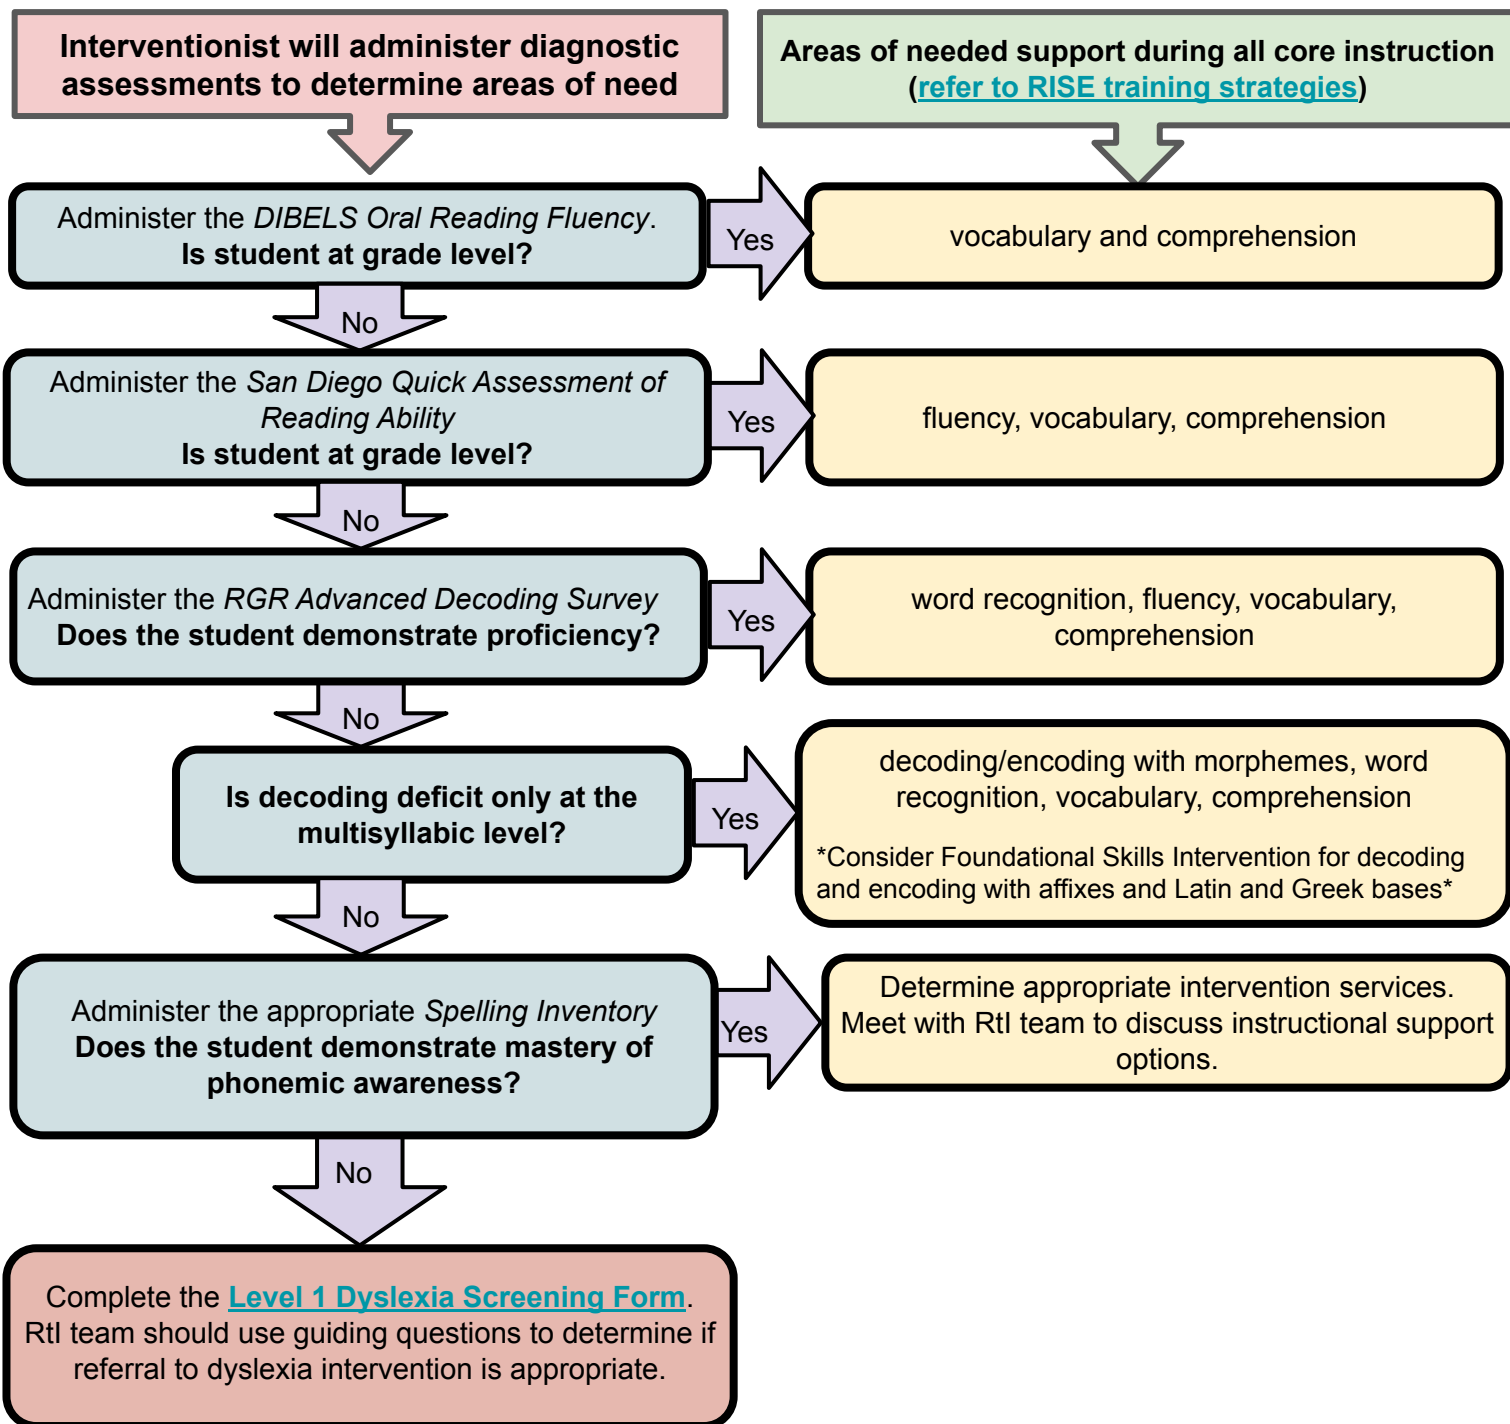 Interventionist will administer diagnostic
assessments to determine areas of need
Areas of needed support during all core instruction
(refer to RISE training strategies)
Administer the DIBELS Oral Reading Fluency.
Is student at grade level?
Yes
vocabulary and comprehension
No
Administer the San Diego Quick Assessment of
Reading Ability
Is student at grade level?
Yes
fluency, vocabulary, comprehension
No
Administer the RGR Advanced Decoding Survey
Does the student demonstrate proficiency?
Yes
word recognition, fluency, vocabulary,
comprehension
No
Is decoding deficit only at the
multisyllabic level?
Yes
decoding/encoding with morphemes, word
recognition, vocabulary, comprehension
*Consider Foundational Skills Intervention for decoding
and encoding with affixes and Latin and Greek bases*
No
Administer the appropriate Spelling Inventory
Does the student demonstrate mastery of
phonemic awareness?
Yes
Determine appropriate intervention services.
Meet with RtI team to discuss instructional support
options.
No
Complete the Level 1 Dyslexia Screening Form.
RtI team should use guiding questions to determine if
referral to dyslexia intervention is appropriate.